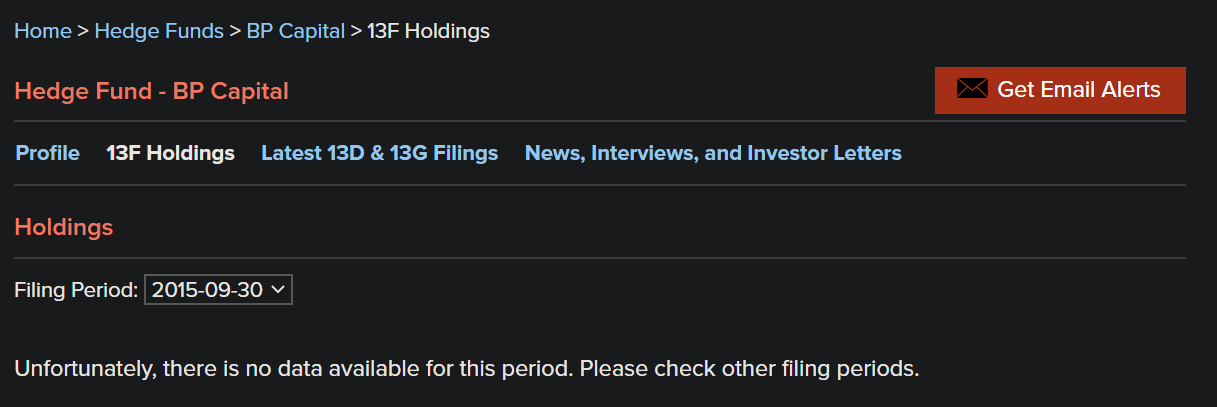 Home > Hedge Funds > BP Capital > 13F Holdings
Hedge Fund - BP Capital
Get Email Alerts
Profile 13F Holdings Latest 13D & 13G Filings News, Interviews, and Investor Letters
Holdings
Filing Period: 2015-09-30
Unfortunately, there is no data available for this period. Please check other filing periods.